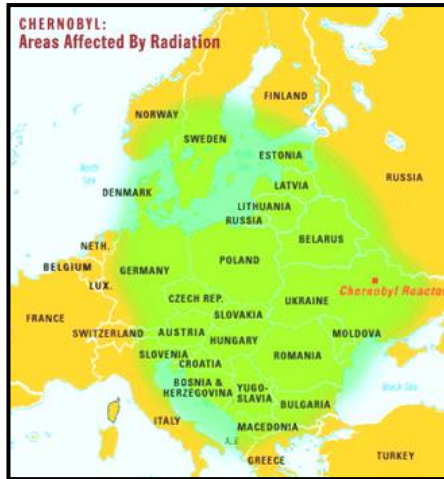 CHERNOBYL:
Areas Affected By Radiation
FINLAND
NORWAY
SWEDEN
ESTONIA
North
Sea
RUSSIA
LATVIA
DENMARK
LITHUANIA
RUSSIA
BELARUS
NETH.
BELGIUM
GERMANY
POLAND
LUX.
Chernobyl Reactor
CZECH REP.
UKRAINE
SLOVAKIA
FRANCE
SWITZERLAND
AUSTRIA
MOLDOVA
HUNGARY
SLOVENIA
ROMANIA
CROATIA
BOSNIA &
HERZEGOVINA
YUGO-
SLAVIA
Black Sea
BULGARIA
ITALY
MACEDONIA
GREECE
TURKEY